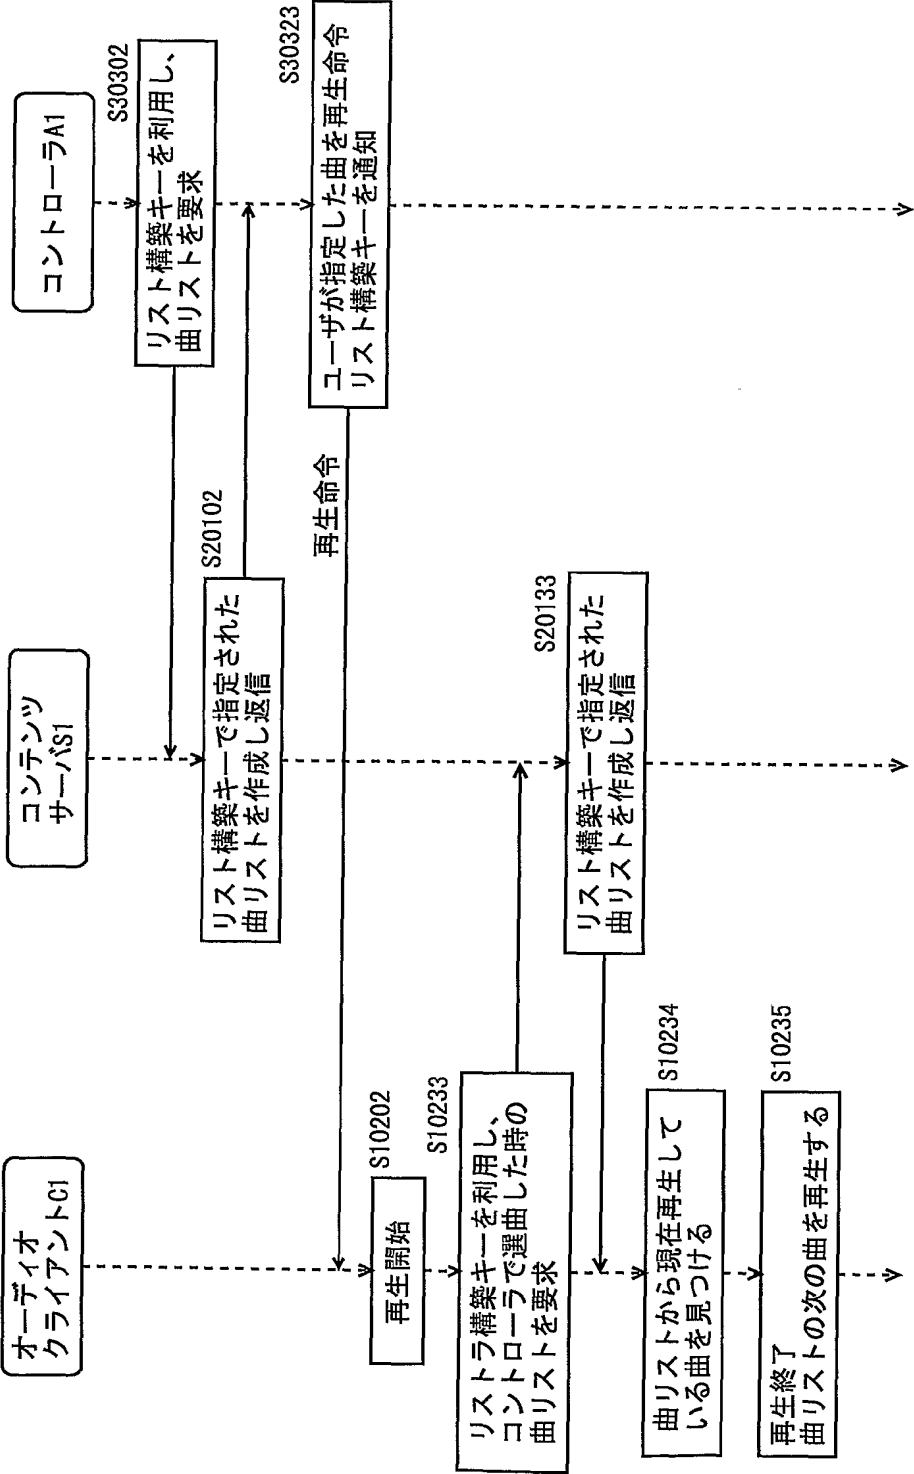 オーディオ
クライアントC1
コンテンツ
サーバS1
コントローラA1
S30302
リスト構築キーを利用し、
曲リストを要求
S20102
リスト構築キーで指定された
曲リストを作成し返信
S30323
ユーザが指定した曲を再生命令
リスト構築キーを通知
再生命令
S10202
再生開始
S10233
リストラ構築キーを利用し、
コントローラで選曲した時の
曲リストを要求
S20133
リスト構築キーで指定された
曲リストを作成し返信
S10234
曲リストから現在再生して
いる曲を見つける
S10235
再生終了
曲リストの次の曲を再生する